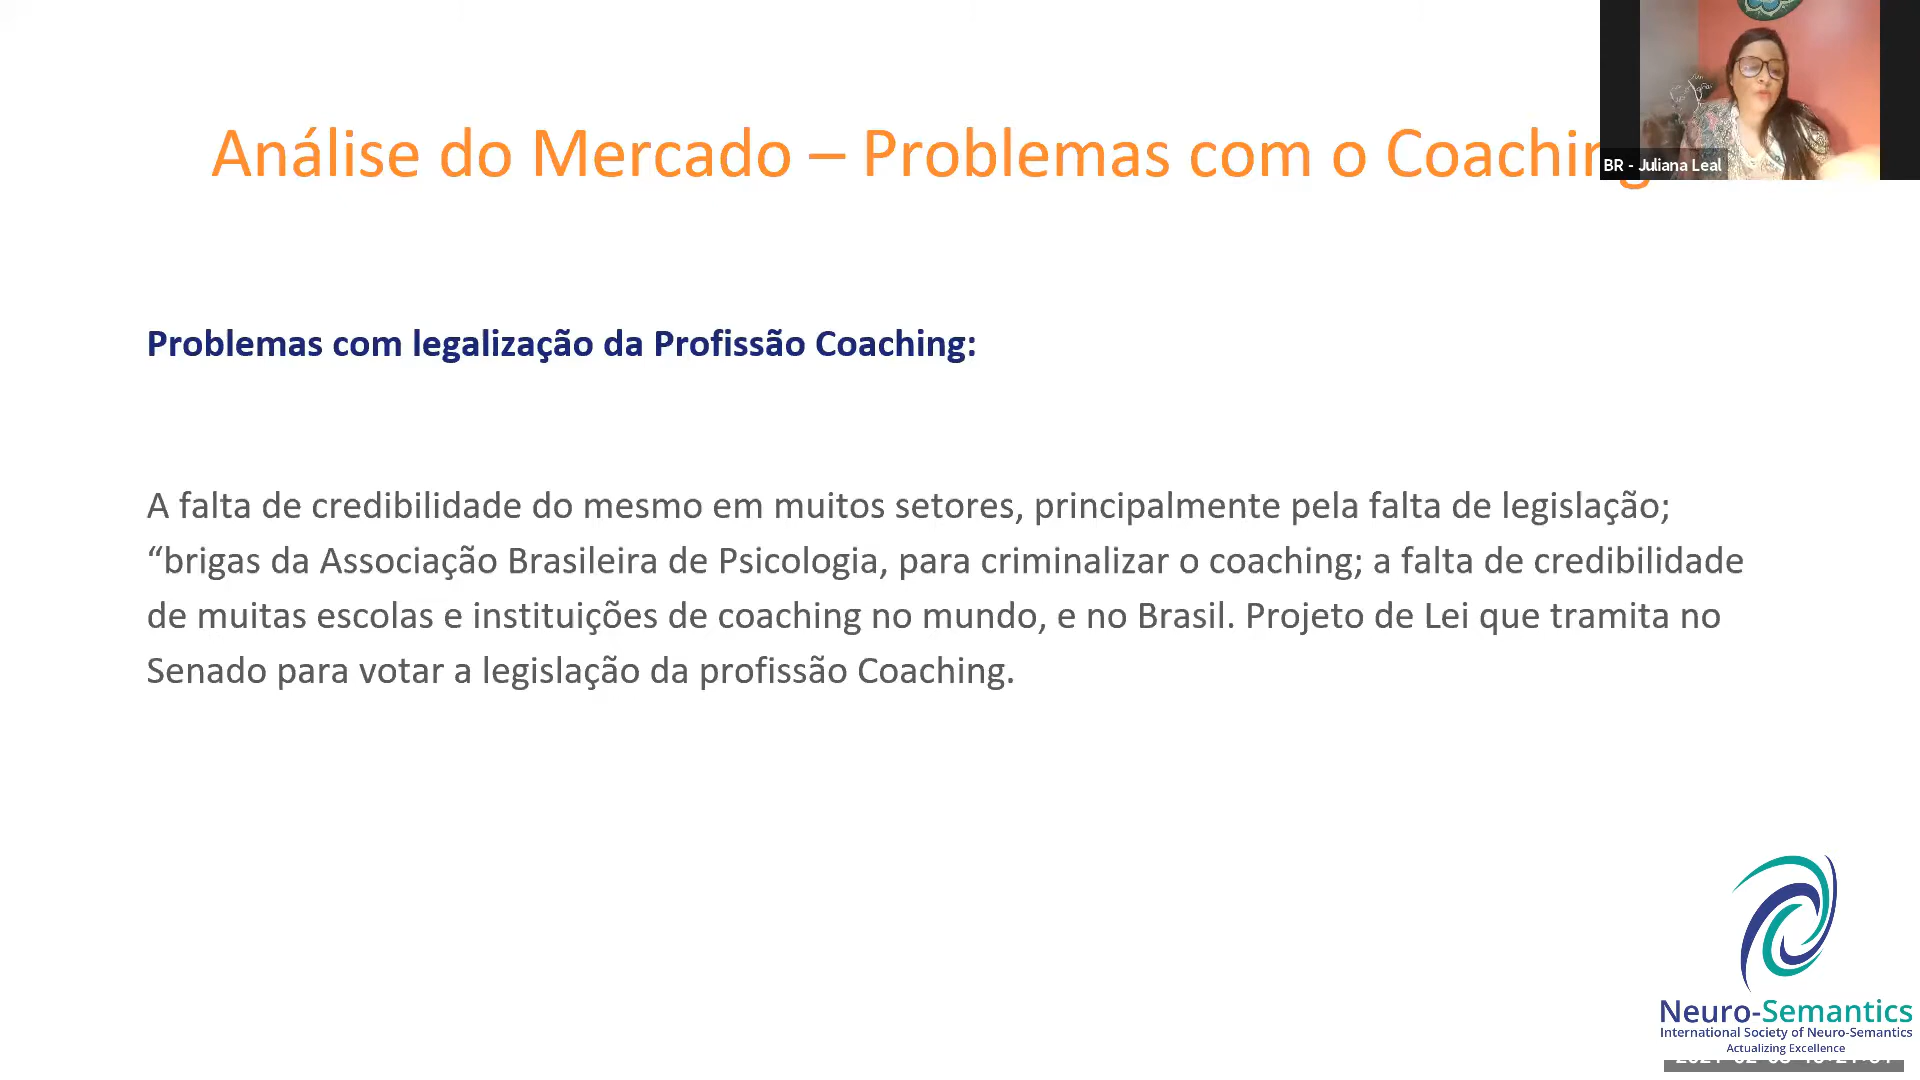 Análise do Mercado – Problemas com o Coaching
BR - Juliana Leal
Problemas com legalização da Profissão Coaching:
A falta de credibilidade do mesmo em muitos setores, principalmente pela falta de legislação;
“brigas da Associação Brasileira de Psicologia, para criminalizar o coaching; a falta de credibilidade
de muitas escolas e instituições de coaching no mundo, e no Brasil. Projeto de Lei que tramita no
Senado para votar a legislação da profissão Coaching.
Neuro-Semantics
International Society of Neuro-Semantics
Actualizing Excellence